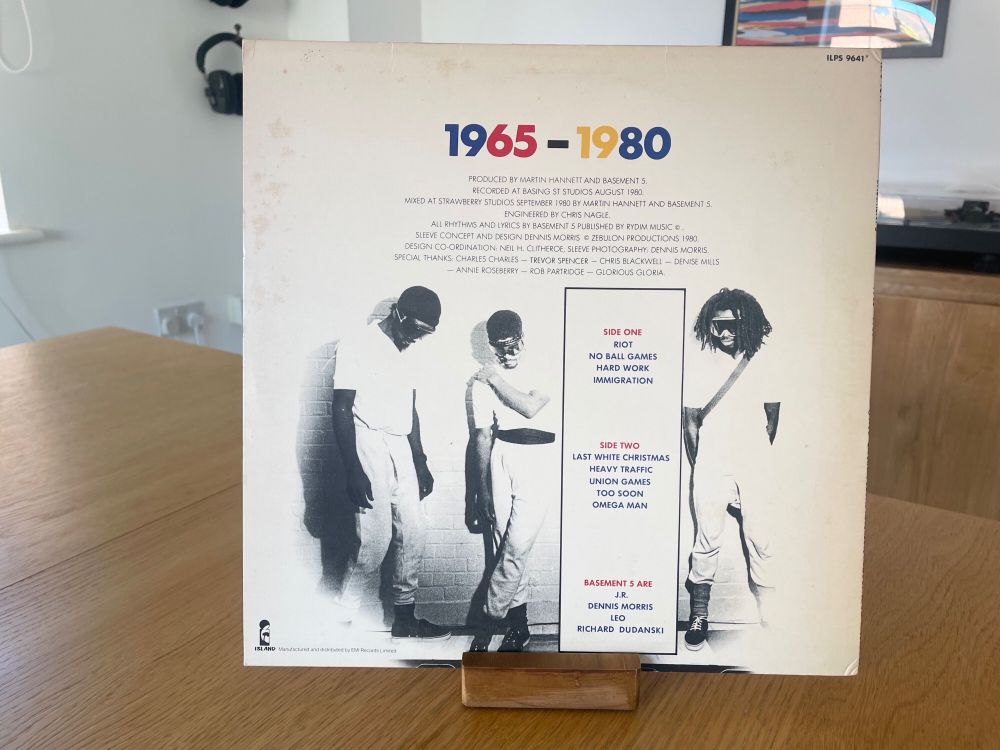 ILPS 9641
1965 – 1980
PRODUCED BY MARTIN HANNETT AND BASEMENT 5.
RECORDED AT BASING ST STUDIOS AUGUST 1980.
MIXED AT STRAWBERRY STUDIOS SEPTEMBER 1980 BY MARTIN HANNETT AND BASEMENT 5.
ENGINEERED BY CHRIS NAGLE.
ALL RHYTHMS AND LYRICS BY BASEMENT 5 PUBLISHED BY RYDIM MUSIC ©.
SLEEVE CONCEPT AND DESIGN DENNIS MORRIS © ZEBULON PRODUCTIONS 1980.
DESIGN CO-ORDINATION: NEIL H. CLITHEROE, SLEEVE PHOTOGRAPHY: DENNIS MORRIS.
SPECIAL THANKS: CHARLES CHARLES — TREVOR SPENCER — CHRIS BLACKWELL — DENISE MILLS
— ANNIE ROSEBERRY — ROB PARTRIDGE — GLORIOUS GLORIA.
SIDE ONE
RIOT
NO BALL GAMES
HARD WORK
IMMIGRATION
SIDE TWO
LAST WHITE CHRISTMAS
HEAVY TRAFFIC
UNION GAMES
TOO SOON
OMEGA MAN
BASEMENT 5 ARE
J.R.
DENNIS MORRIS
LEO
RICHARD DUDANSKI
ISLAND Manufactured and distributed by EMI Records Limited